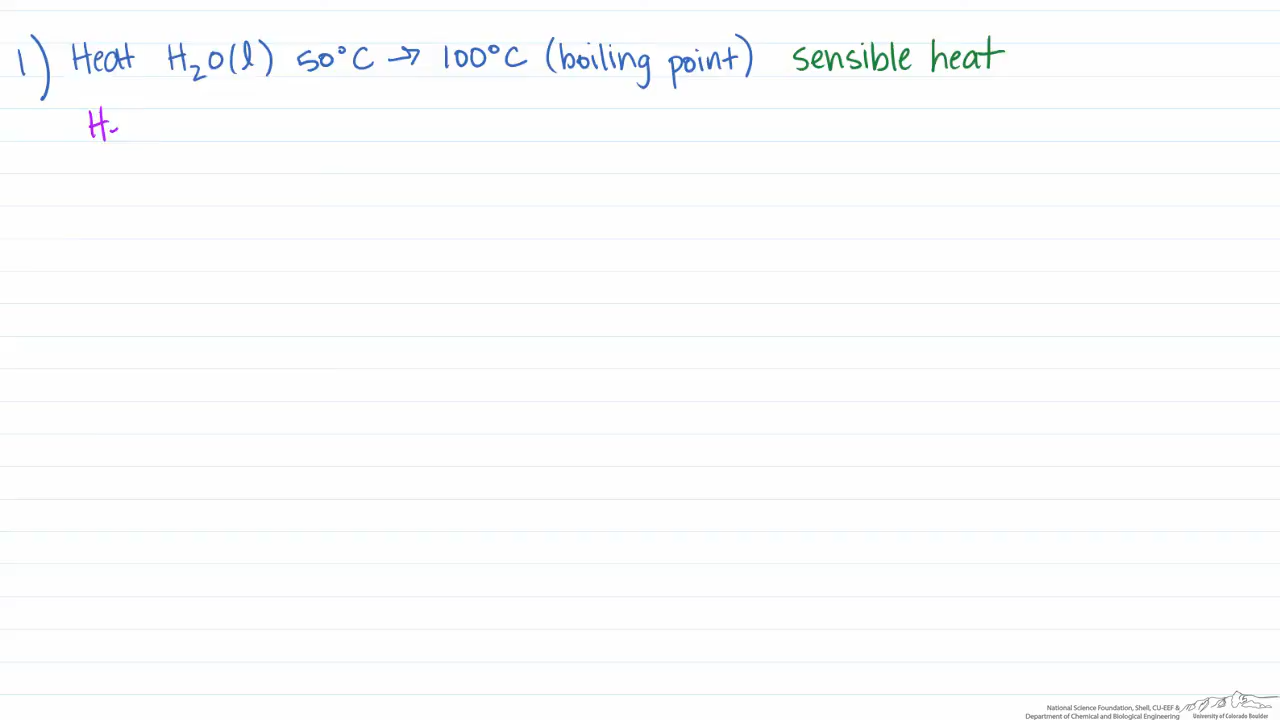 1) Heat H₂O(l) 50°C → 100°C (boiling point) sensible heat
H-
National Science Foundation, Shell, CU-EEF &
Department of Chemical and Biological Engineering
University of Colorado Boulder